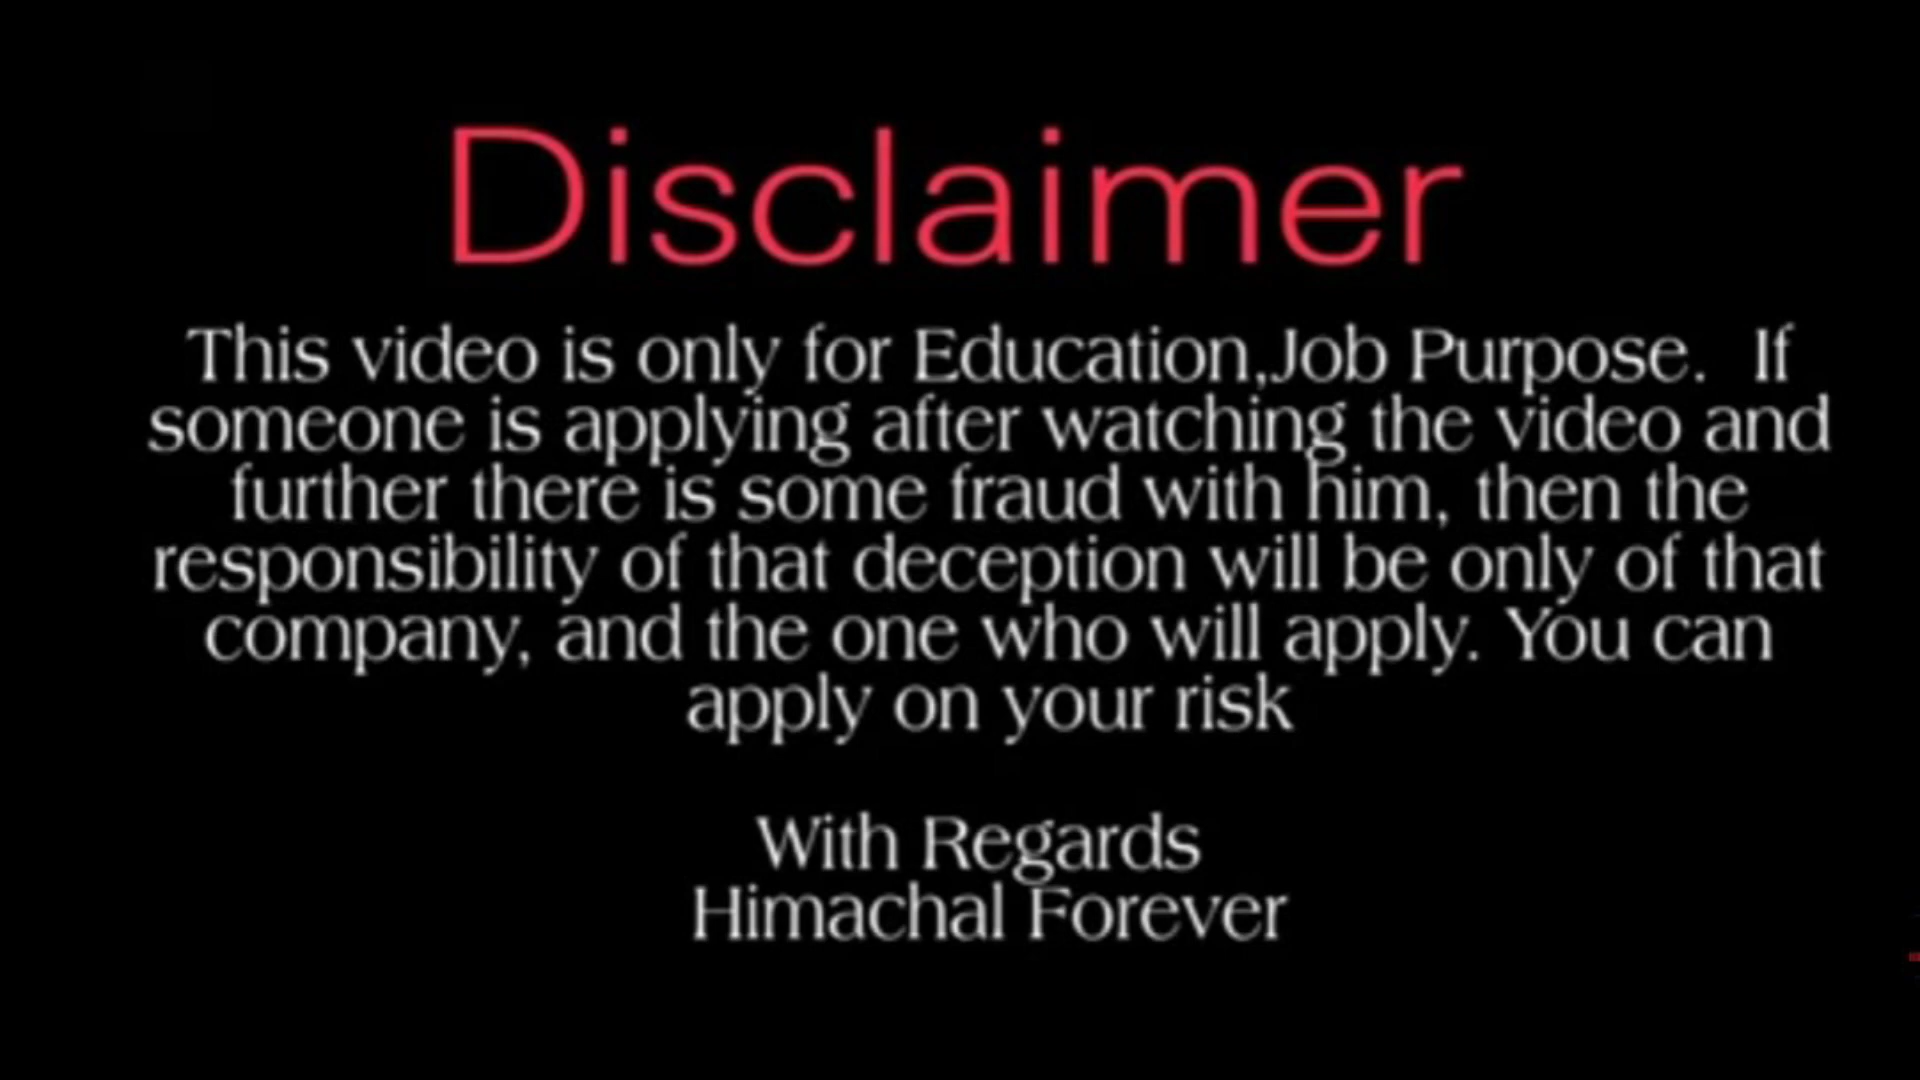 Disclaimer
This video is only for Education,Job Purpose.  If
someone is applying after watching the video and
further there is some fraud with him, then the
responsibility of that deception will be only of that
company, and the one who will apply. You can
apply on your risk
With Regards
Himachal Forever